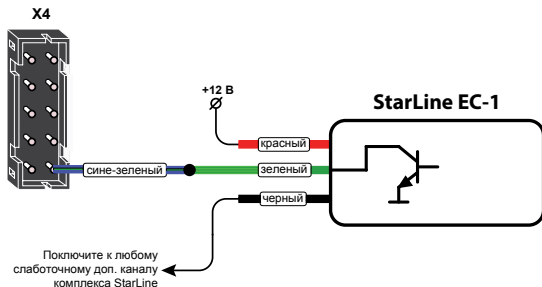 X4
+12 В
StarLine EC-1
красный
сине-зеленый
зеленый
черный
Поключите к любому
слаботочному доп. каналу
комплекса StarLine